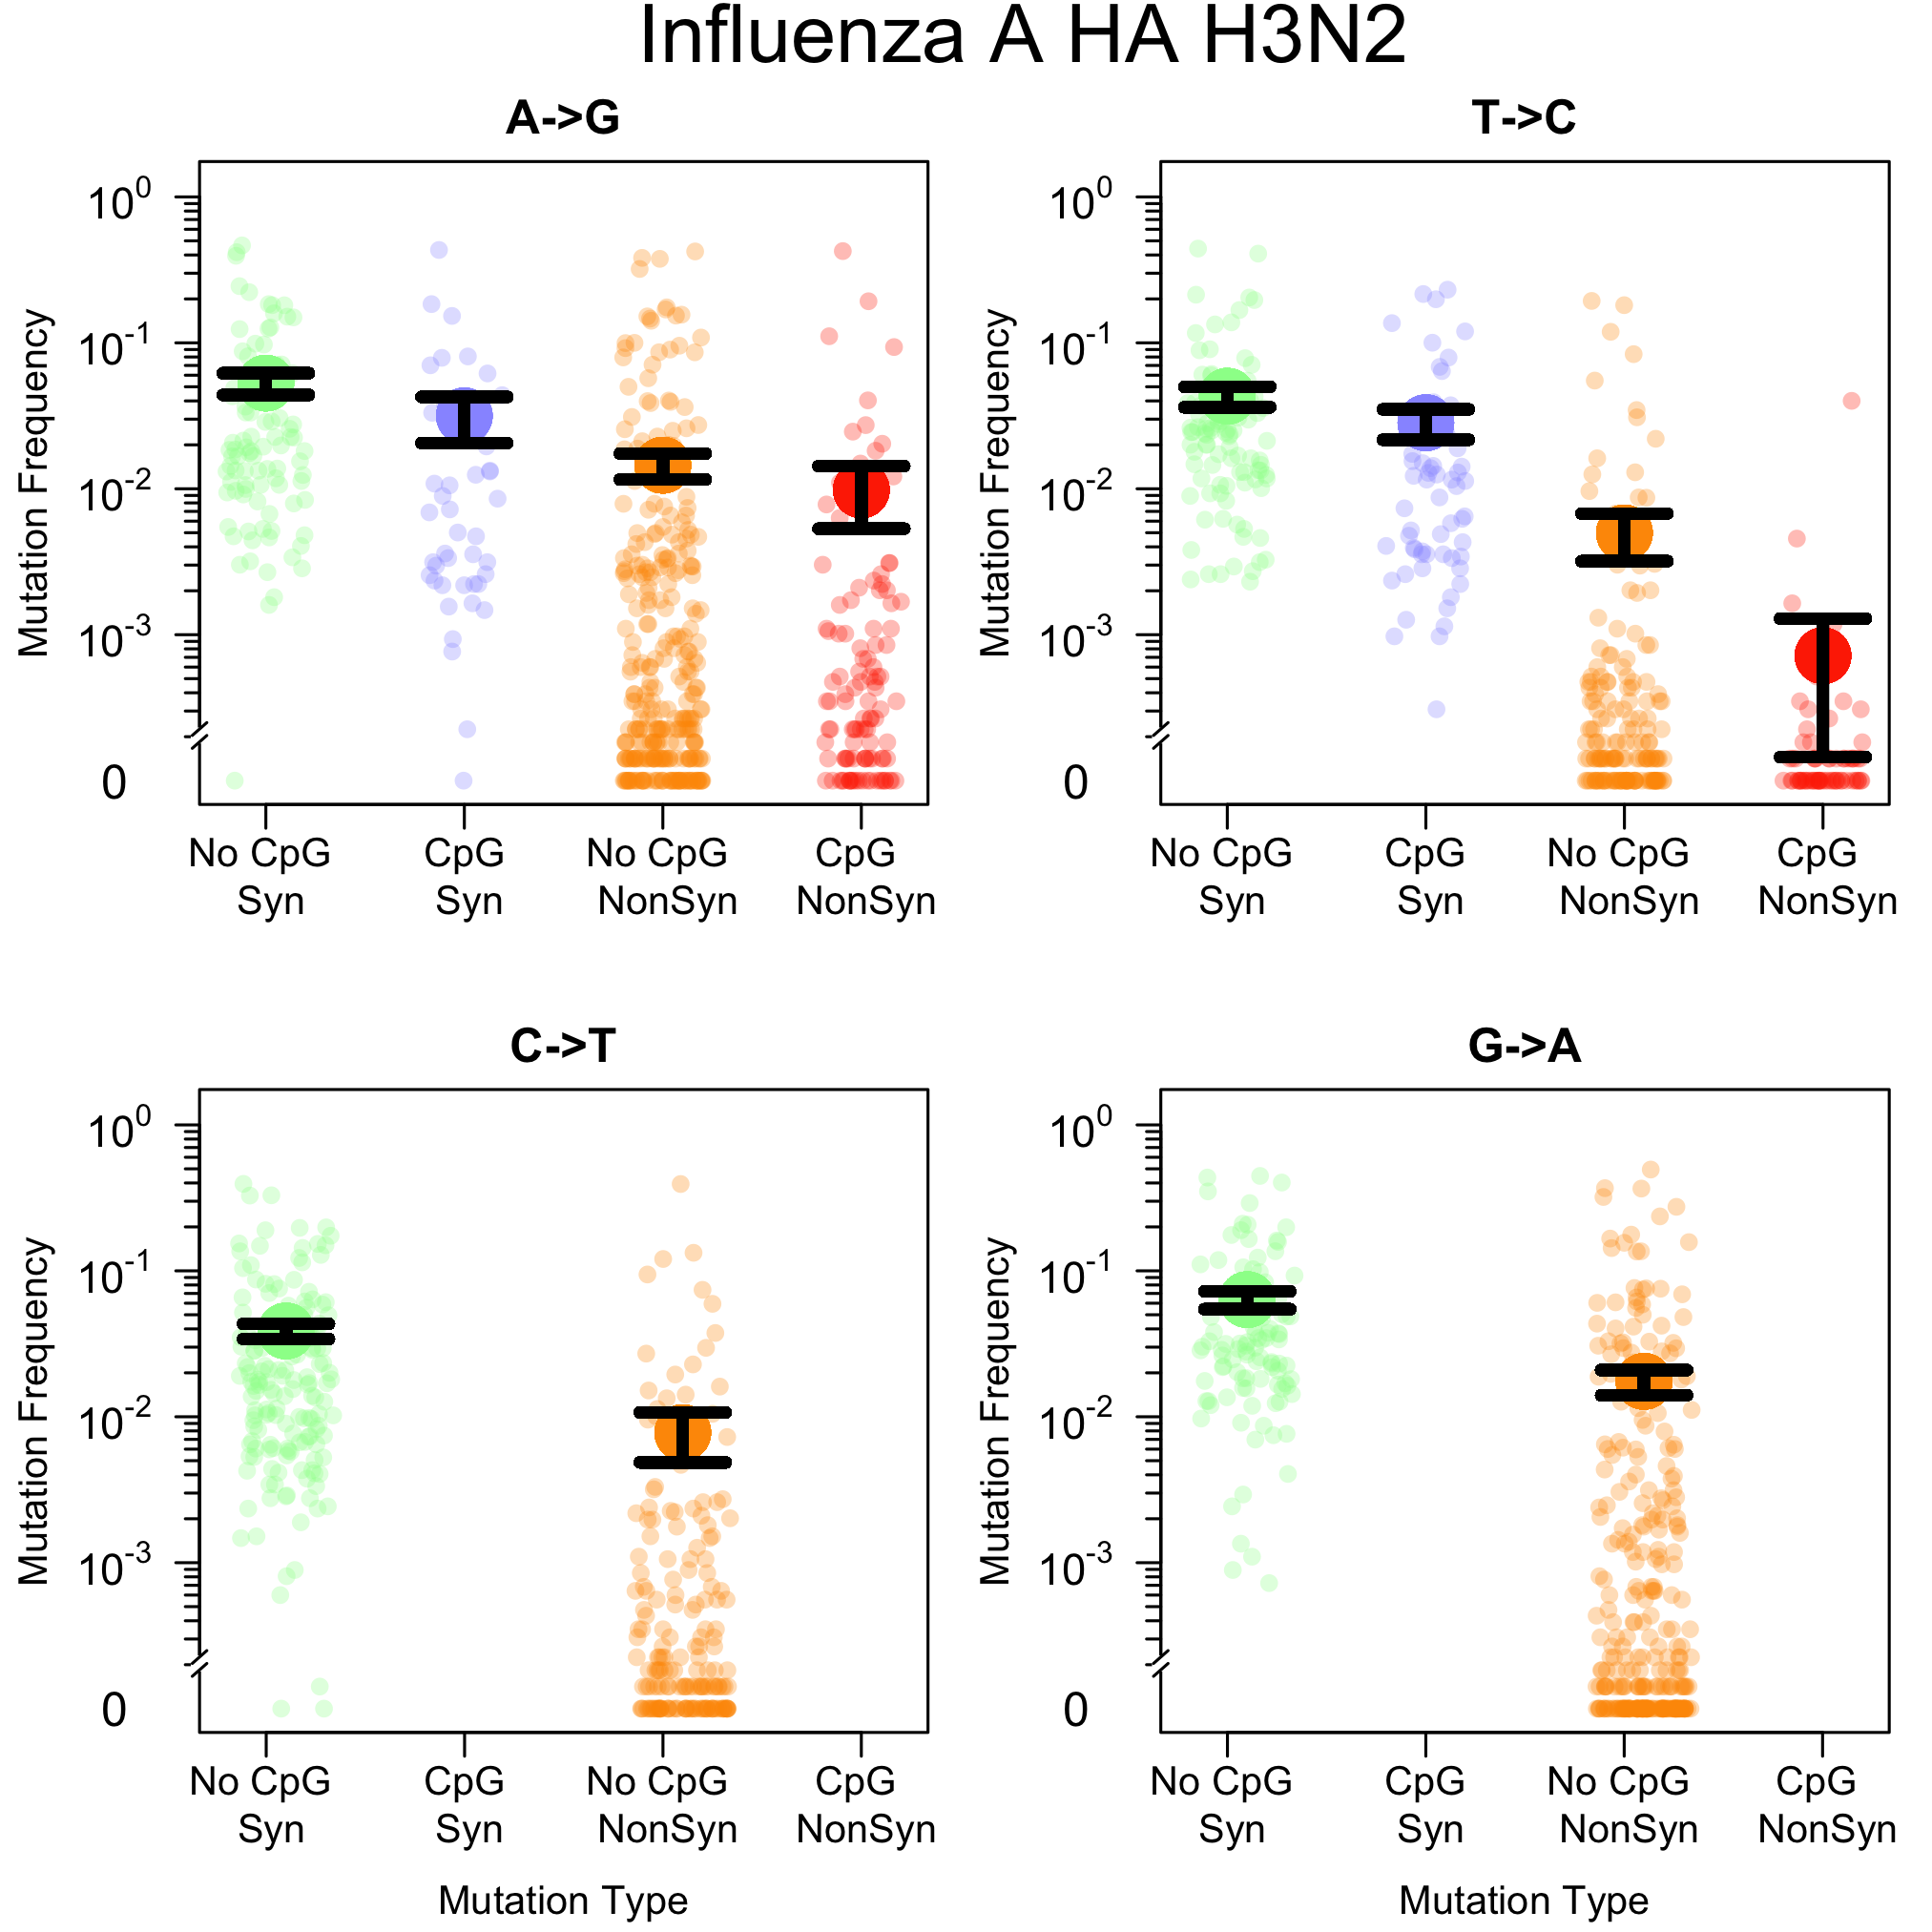 Influenza A HA H3N2
A->G
Mutation Frequency
10^0
10^-1
10^-2
10^-3
0
No CpG Syn
CpG Syn
No CpG NonSyn
CpG NonSyn
T->C
Mutation Frequency
10^0
10^-1
10^-2
10^-3
0
No CpG Syn
CpG Syn
No CpG NonSyn
CpG NonSyn
C->T
Mutation Frequency
10^0
10^-1
10^-2
10^-3
0
No CpG Syn
CpG Syn
No CpG NonSyn
CpG NonSyn
Mutation Type
G->A
Mutation Frequency
10^0
10^-1
10^-2
10^-3
0
No CpG Syn
CpG Syn
No CpG NonSyn
CpG NonSyn
Mutation Type